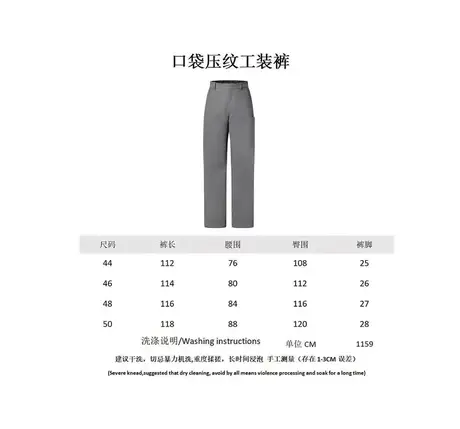 口袋压纹工装裤
尺码 裤长 腰围 臀围 裤脚
44 112 76 108 25
46 114 80 112 26
48 116 84 116 27
50 118 88 120 28
洗涤说明/Washing instructions 单位 CM 1159
建议干洗，切忌暴力机洗,重度揉搓，长时间浸泡 手工测量（存在 1-3CM 误差）
(Severe knead,suggested that dry cleaning, avoid by all means violence processing and soak for a long time)